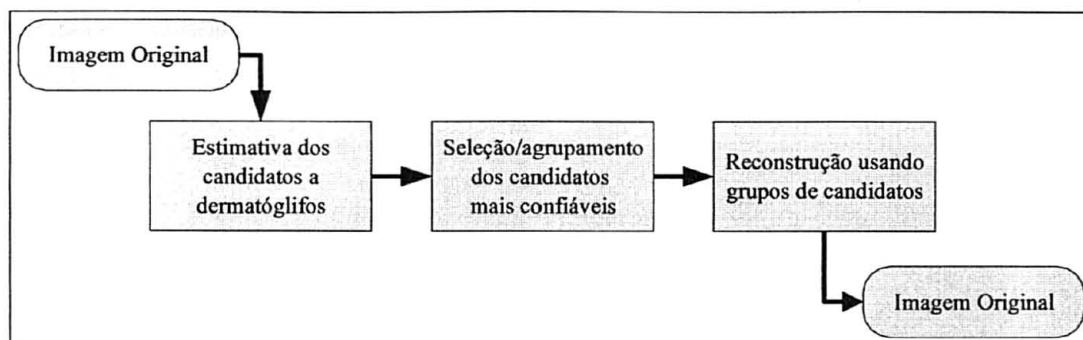 Imagem Original
Estimativa dos
candidatos a
dermatóglifos
Seleção/agrupamento
dos candidatos
mais confiáveis
Reconstrução usando
grupos de candidatos
Imagem Original